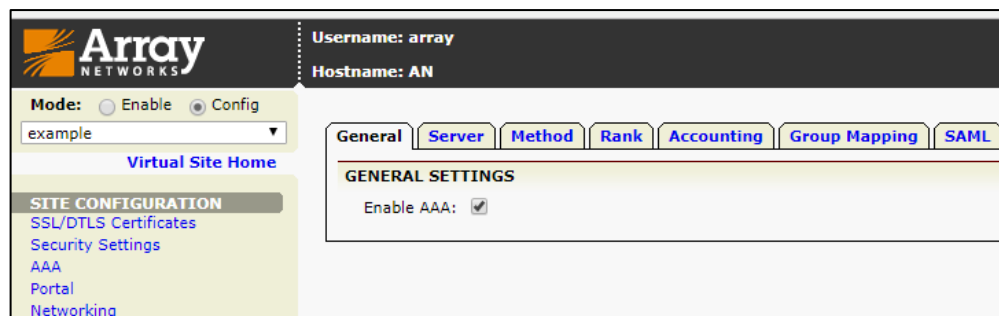 Array
NETWORKS
Username: array
Hostname: AN
Mode: Enable Config
example
Virtual Site Home
SITE CONFIGURATION
SSL/DTLS Certificates
Security Settings
AAA
Portal
Networking
General Server Method Rank Accounting Group Mapping SAML
GENERAL SETTINGS
Enable AAA: